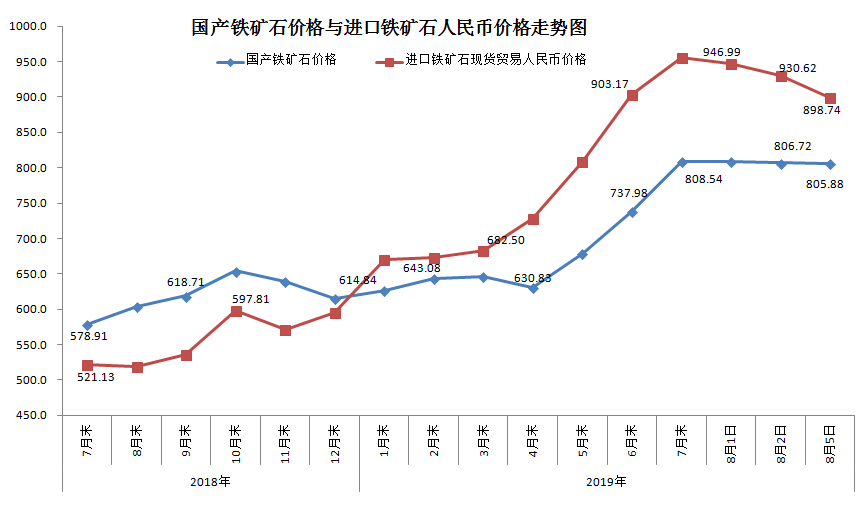 国产铁矿石价格与进口铁矿石人民币价格走势图
国产铁矿石价格
进口铁矿石现货贸易人民币价格
1000.0
950.0
900.0
850.0
800.0
750.0
700.0
650.0
600.0
550.0
500.0
450.0
578.91
618.71
614.84
643.08
630.83
737.98
808.54
806.72
805.88
521.13
597.81
682.50
903.17
946.99
930.62
898.74
7月末
8月末
9月末
10月末
11月末
12月末
1月末
2月末
3月末
4月末
5月末
6月末
7月末
8月1日
8月2日
8月5日
2018年
2019年